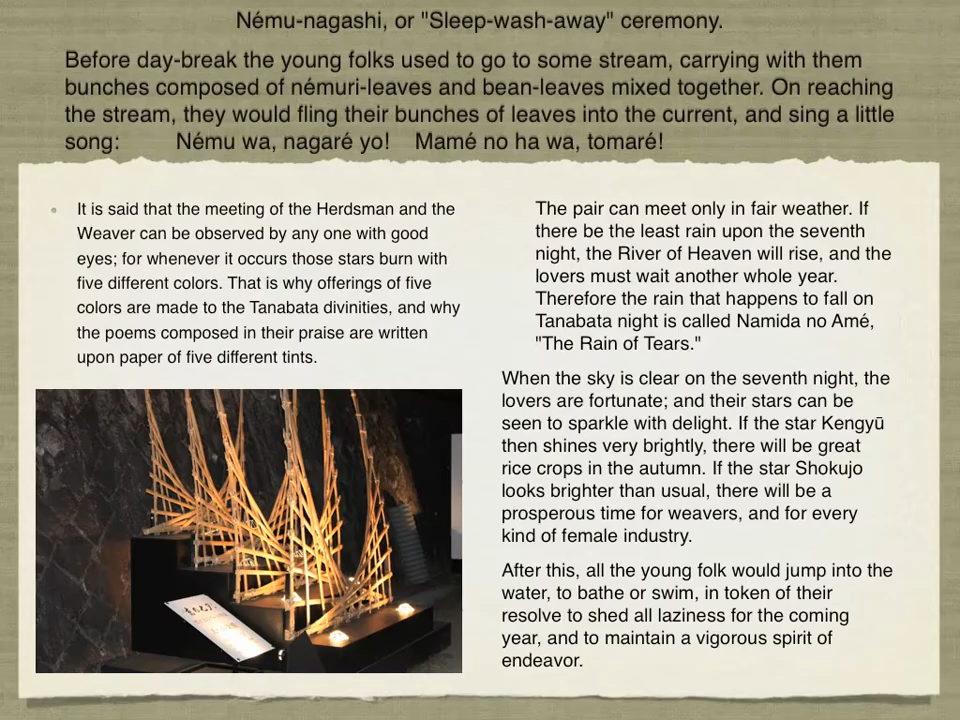 Nému-nagashi, or "Sleep-wash-away" ceremony.
Before day-break the young folks used to go to some stream, carrying with them
bunches composed of némuri-leaves and bean-leaves mixed together. On reaching
the stream, they would fling their bunches of leaves into the current, and sing a little
song: Nému wa, nagaré yo! Mamé no ha wa, tomaré!
It is said that the meeting of the Herdsman and the
Weaver can be observed by any one with good
eyes; for whenever it occurs those stars burn with
five different colors. That is why offerings of five
colors are made to the Tanabata divinities, and why
the poems composed in their praise are written
upon paper of five different tints.
The pair can meet only in fair weather. If
there be the least rain upon the seventh
night, the River of Heaven will rise, and the
lovers must wait another whole year.
Therefore the rain that happens to fall on
Tanabata night is called Namida no Amé,
"The Rain of Tears."
When the sky is clear on the seventh night, the
lovers are fortunate; and their stars can be
seen to sparkle with delight. If the star Kengyū
then shines very brightly, there will be great
rice crops in the autumn. If the star Shokujo
looks brighter than usual, there will be a
prosperous time for weavers, and for every
kind of female industry.
After this, all the young folk would jump into the
water, to bathe or swim, in token of their
resolve to shed all laziness for the coming
year, and to maintain a vigorous spirit of
endeavor.